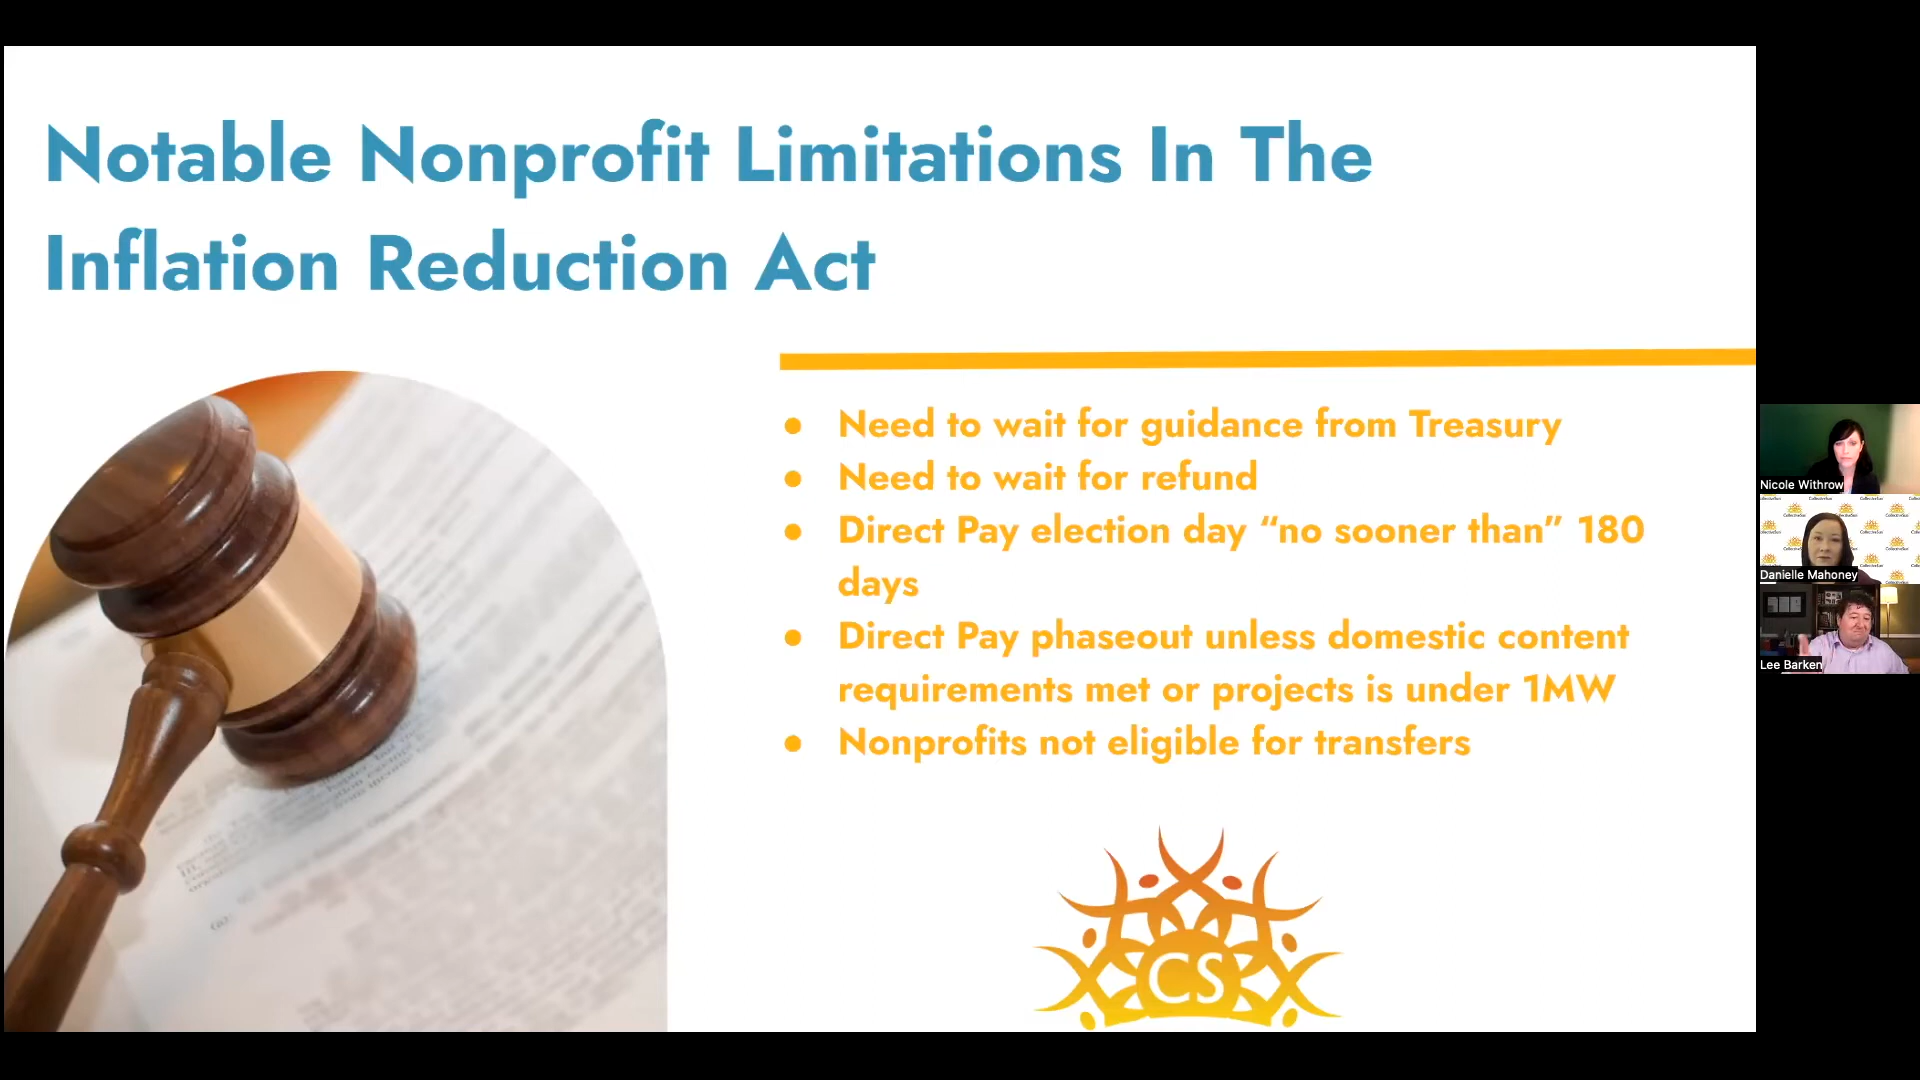 Notable Nonprofit Limitations In The
Inflation Reduction Act
● Need to wait for guidance from Treasury
● Need to wait for refund
● Direct Pay election day “no sooner than” 180
days
● Direct Pay phaseout unless domestic content
requirements met or projects is under 1MW
● Nonprofits not eligible for transfers
CS
Nicole Withrow
CollectiveSun
Danielle Mahoney
Lee Barken